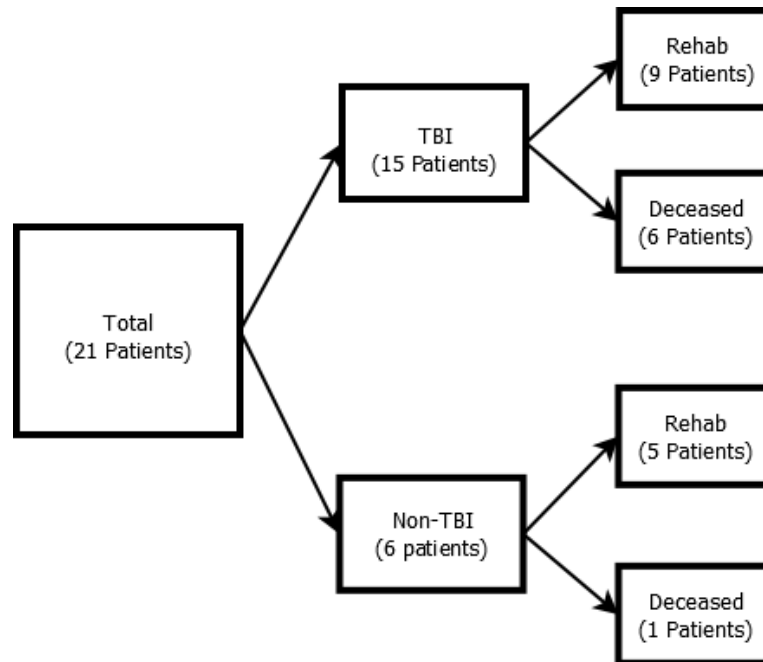 Rehab
(9 Patients)
TBI
(15 Patients)
Deceased
(6 Patients)
Total
(21 Patients)
Rehab
(5 Patients)
Non-TBI
(6 patients)
Deceased
(1 Patients)